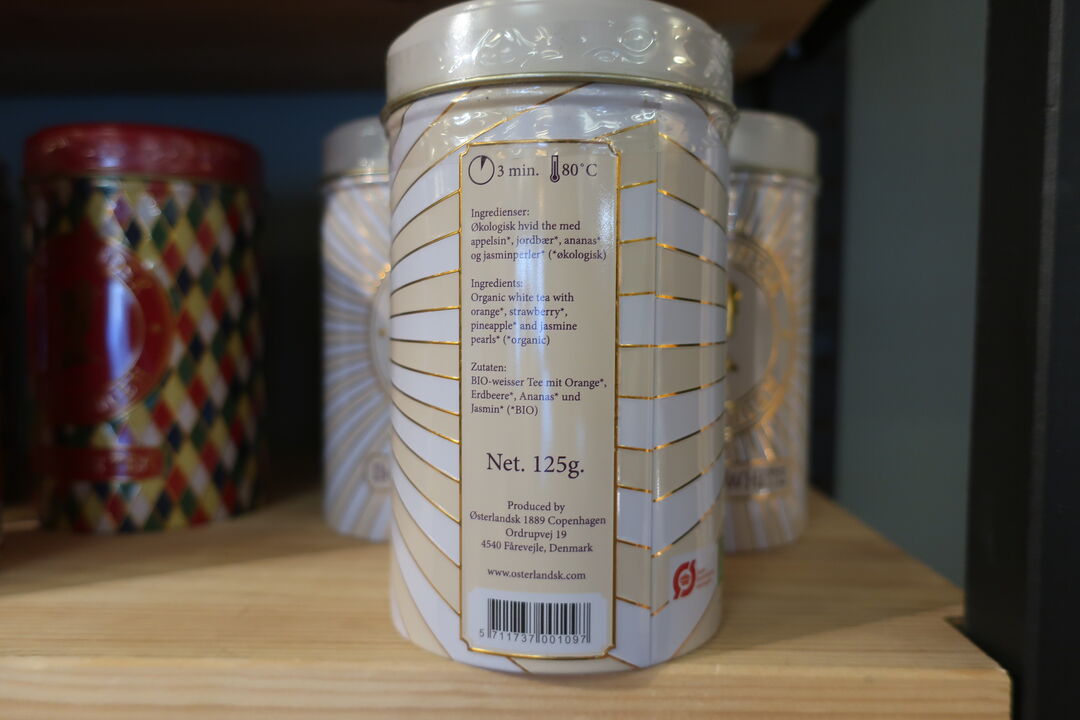 3 min. 80°C
Ingredienser:
Økologisk hvid the med
appelsin*, jordbær*, ananas*
og jasminperler* (*økologisk)
Ingredients:
Organic white tea with
orange*, strawberry*,
pineapple* and jasmine
pearls* (*organic)
Zutaten:
BIO-weisser Tee mit Orange*,
Erdbeere*, Ananas* und
Jasmin* (*BIO)
Net. 125g.
Produced by
Østerlandsk 1889 Copenhagen
Ordrupvej 19
4540 Fårevejle, Denmark
www.osterlandsk.com
5 711737 001097
Ø